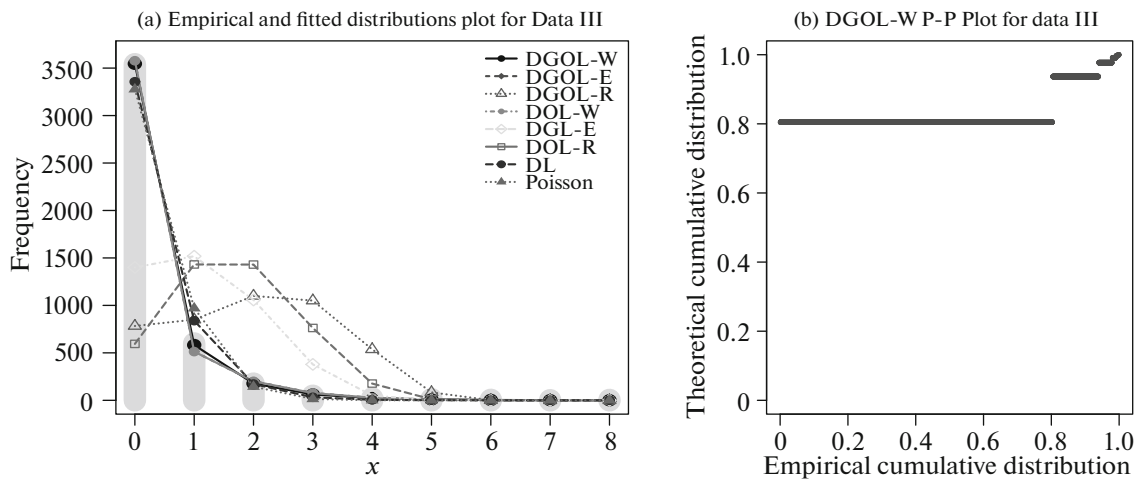 (a) Empirical and fitted distributions plot for Data III
3500
3000
2500
2000
1500
1000
500
0
Frequency
0 1 2 3 4 5 6 7 8
x
DGOL-W
DGOL-E
DGOL-R
DOL-W
DGL-E
DOL-R
DL
Poisson
(b) DGOL-W P-P Plot for data III
1.0
0.8
0.6
0.4
0.2
0
Theoretical cumulative distribution
0 0.2 0.4 0.6 0.8 1.0
Empirical cumulative distribution